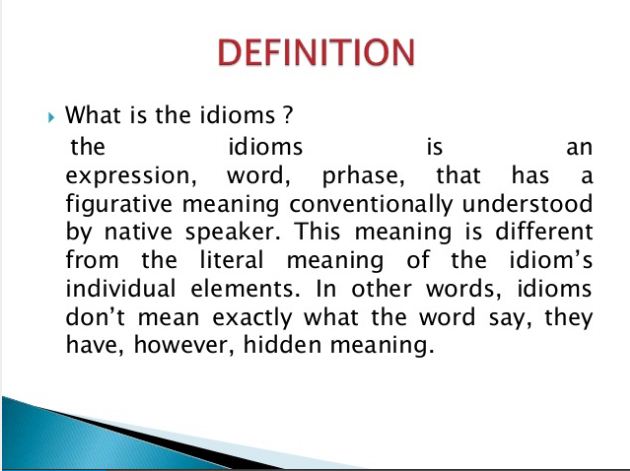 DEFINITION
What is the idioms ?
the idioms is an
expression, word, prhase, that has a
figurative meaning conventionally understood
by native speaker. This meaning is different
from the literal meaning of the idiom’s
individual elements. In other words, idioms
don’t mean exactly what the word say, they
have, however, hidden meaning.